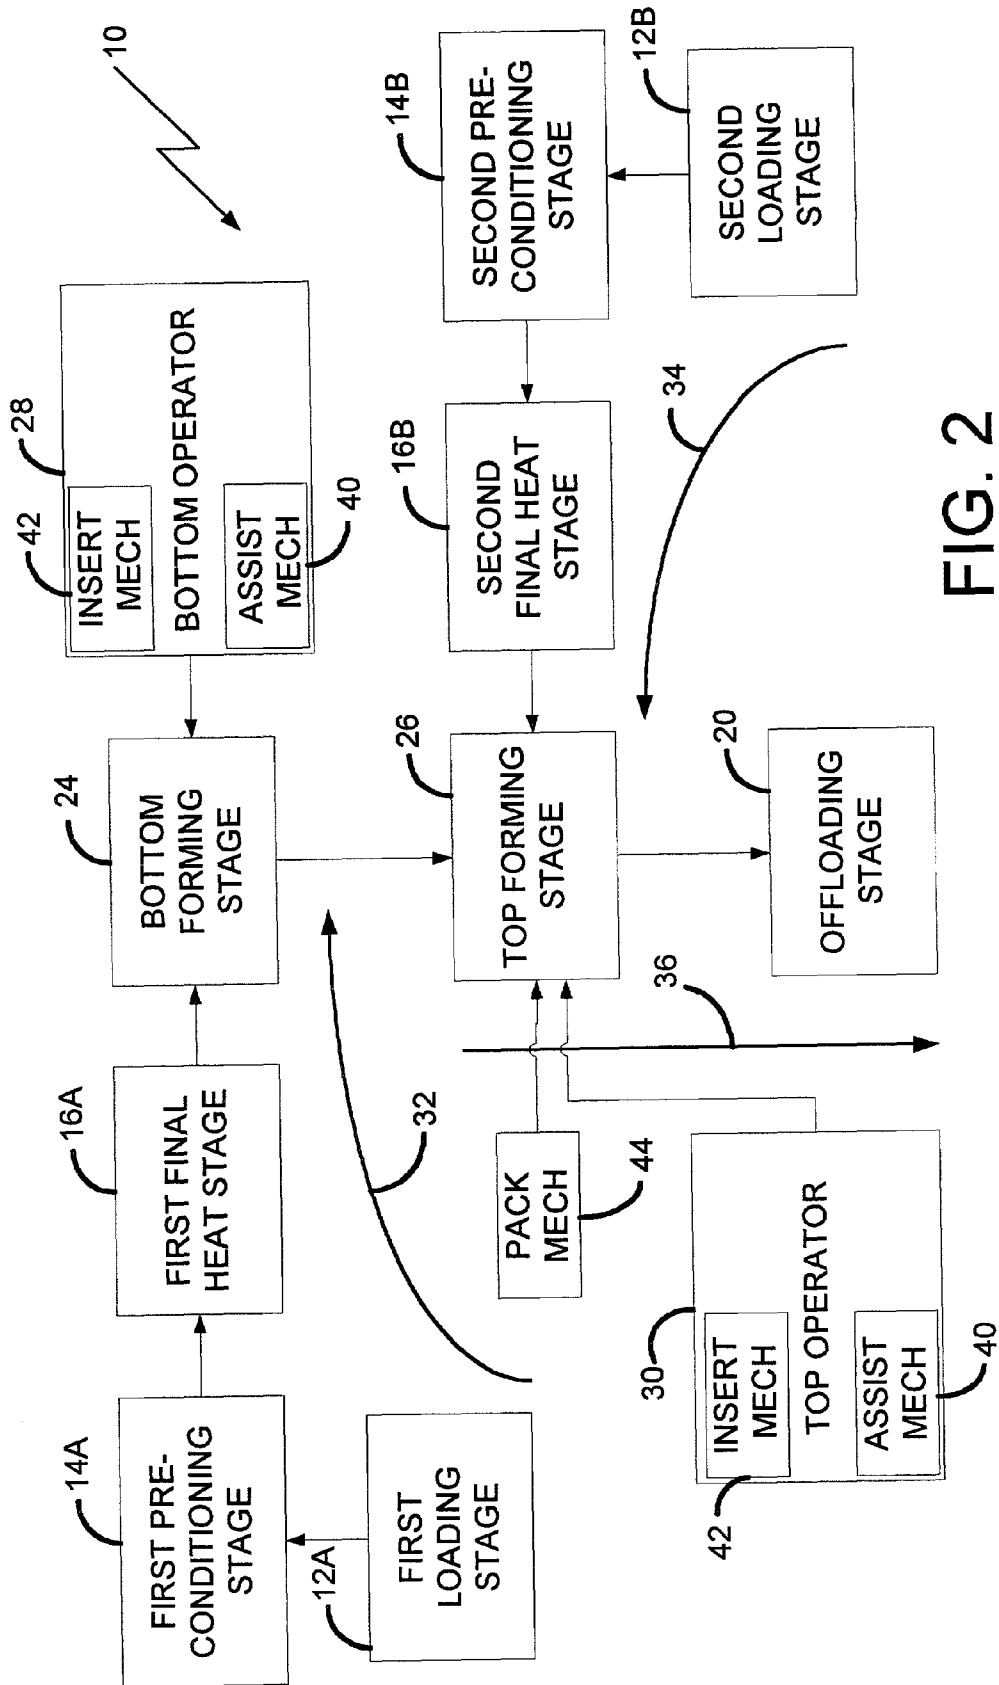 10
28
BOTTOM OPERATOR
42
INSERT
MECH
ASSIST
MECH
40
24
BOTTOM
FORMING
STAGE
16A
FIRST FINAL
HEAT STAGE
14A
FIRST PRE-
CONDITIONING
STAGE
12A
FIRST
LOADING
STAGE
32
14B
SECOND PRE-
CONDITIONING
STAGE
12B
SECOND
LOADING
STAGE
16B
SECOND
FINAL HEAT
STAGE
34
26
TOP FORMING
STAGE
20
OFFLOADING
STAGE
36
PACK
MECH
44
30
TOP OPERATOR
INSERT
MECH
42
ASSIST
MECH
40
FIG. 2